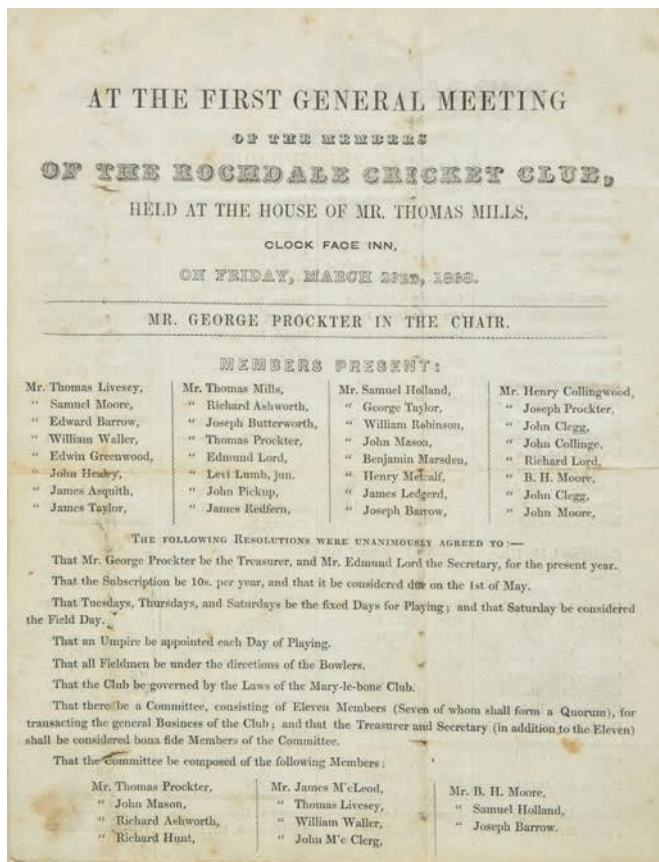 AT THE FIRST GENERAL MEETING
OF THE MEMBERS
OF THE ROCHDALE CRICKET CLUB,
HELD AT THE HOUSE OF MR. THOMAS MILLS,
CLOCK FACE INN,
ON FRIDAY, MARCH 23RD, 1838.
MR. GEORGE PROCKTER IN THE CHAIR.
MEMBERS PRESENT:
Mr. Thomas Livesey,
“ Samuel Moore,
“ Edward Barrow,
“ William Waller,
“ Edwin Greenwood,
“ John Healey,
“ James Asquith,
“ James Taylor,
Mr. Thomas Mills,
“ Richard Ashworth,
“ Joseph Butterworth,
“ Thomas Prockter,
“ Edmund Lord,
“ Levi Lumb, jun.
“ John Pickup,
“ James Redfern,
Mr. Samuel Holland,
“ George Taylor,
“ William Robinson,
“ John Mason,
“ Benjamin Marsden,
“ Henry Metcalf,
“ James Ledgerd,
“ Joseph Barrow,
Mr. Henry Collingwood,
“ Joseph Prockter,
“ John Clegg,
“ John Collinge,
“ Richard Lord,
“ B. H. Moore,
“ John Clegg,
“ John Moore,
THE FOLLOWING RESOLUTIONS WERE UNANIMOUSLY AGREED TO:—
That Mr. George Prockter be the Treasurer, and Mr. Edmund Lord the Secretary, for the present year.
That the Subscription be 10s. per year, and that it be considered due on the 1st of May.
That Tuesdays, Thursdays, and Saturdays be the fixed Days for Playing; and that Saturday be considered
the Field Day.
That an Umpire be appointed each Day of Playing.
That all Fieldmen be under the directions of the Bowlers.
That the Club be governed by the Laws of the Mary-le-bone Club.
That there be a Committee, consisting of Eleven Members (Seven of whom shall form a Quorum), for
transacting the general Business of the Club; and that the Treasurer and Secretary (in addition to the Eleven)
shall be considered bona fide Members of the Committee.
That the Committee be composed of the following Members:
Mr. Thomas Prockter,
“ John Mason,
“ Richard Ashworth,
“ Richard Hunt,
Mr. James M‘cLeod,
“ Thomas Livesey,
“ William Waller,
“ John M‘c Clerg,
Mr. B. H. Moore,
“ Samuel Holland,
“ Joseph Barrow.